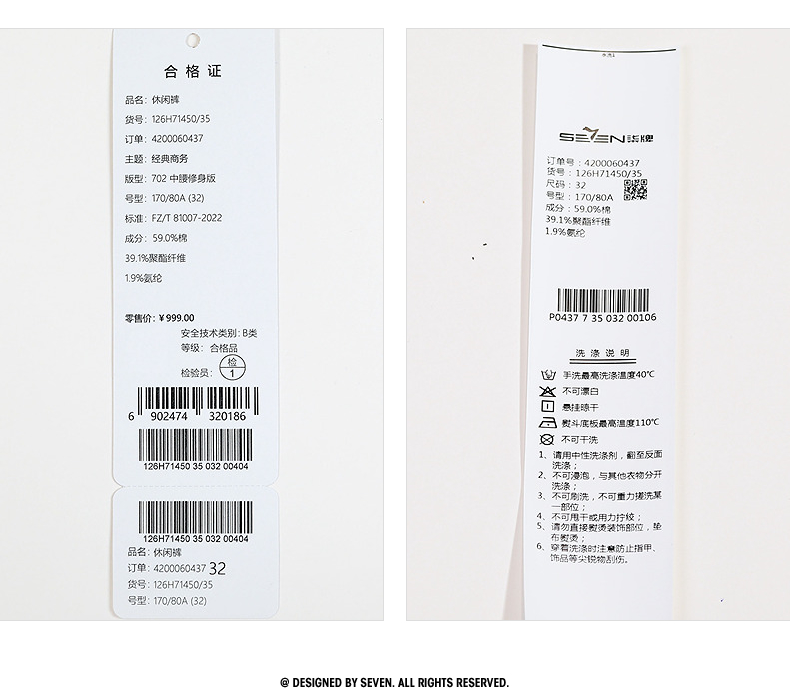 合格证
品名: 休闲裤
货号: 126H71450/35
订单: 4200060437
主题: 经典商务
版型: 702 中腰修身版
号型: 170/80A (32)
标准: FZ/T 81007-2022
成分: 59.0%棉
39.1%聚酯纤维
1.9%氨纶
零售价: ¥999.00
安全技术类别: B类
等级: 合格品
检验员: 检 1
6 902474 320186
126H71450 35 032 00404
126H71450 35 032 00404
品名: 休闲裤
订单: 4200060437 32
货号: 126H71450/35
号型: 170/80A (32)
SEVEN 柒牌
订单号: 4200060437
货号: 126H71450/35
尺码: 32
号型: 170/80A
成分: 59.0%棉
39.1%聚酯纤维
1.9%氨纶
P0437 7 35 032 00106
洗涤说明
手洗最高洗涤温度40℃
不可漂白
悬挂晾干
熨斗底板最高温度110℃
不可干洗
1、请用中性洗涤剂，翻至反面
洗涤；
2、不可浸泡，与其他衣物分开
洗涤；
3、不可刷洗，不可重力搓洗某
一部位；
4、不可甩干或用力拧绞；
5、请勿直接熨烫装饰部位，垫
布熨烫；
6、穿着洗涤时注意防止指甲、
饰品等尖锐物刮伤。
@ DESIGNED BY SEVEN. ALL RIGHTS RESERVED.